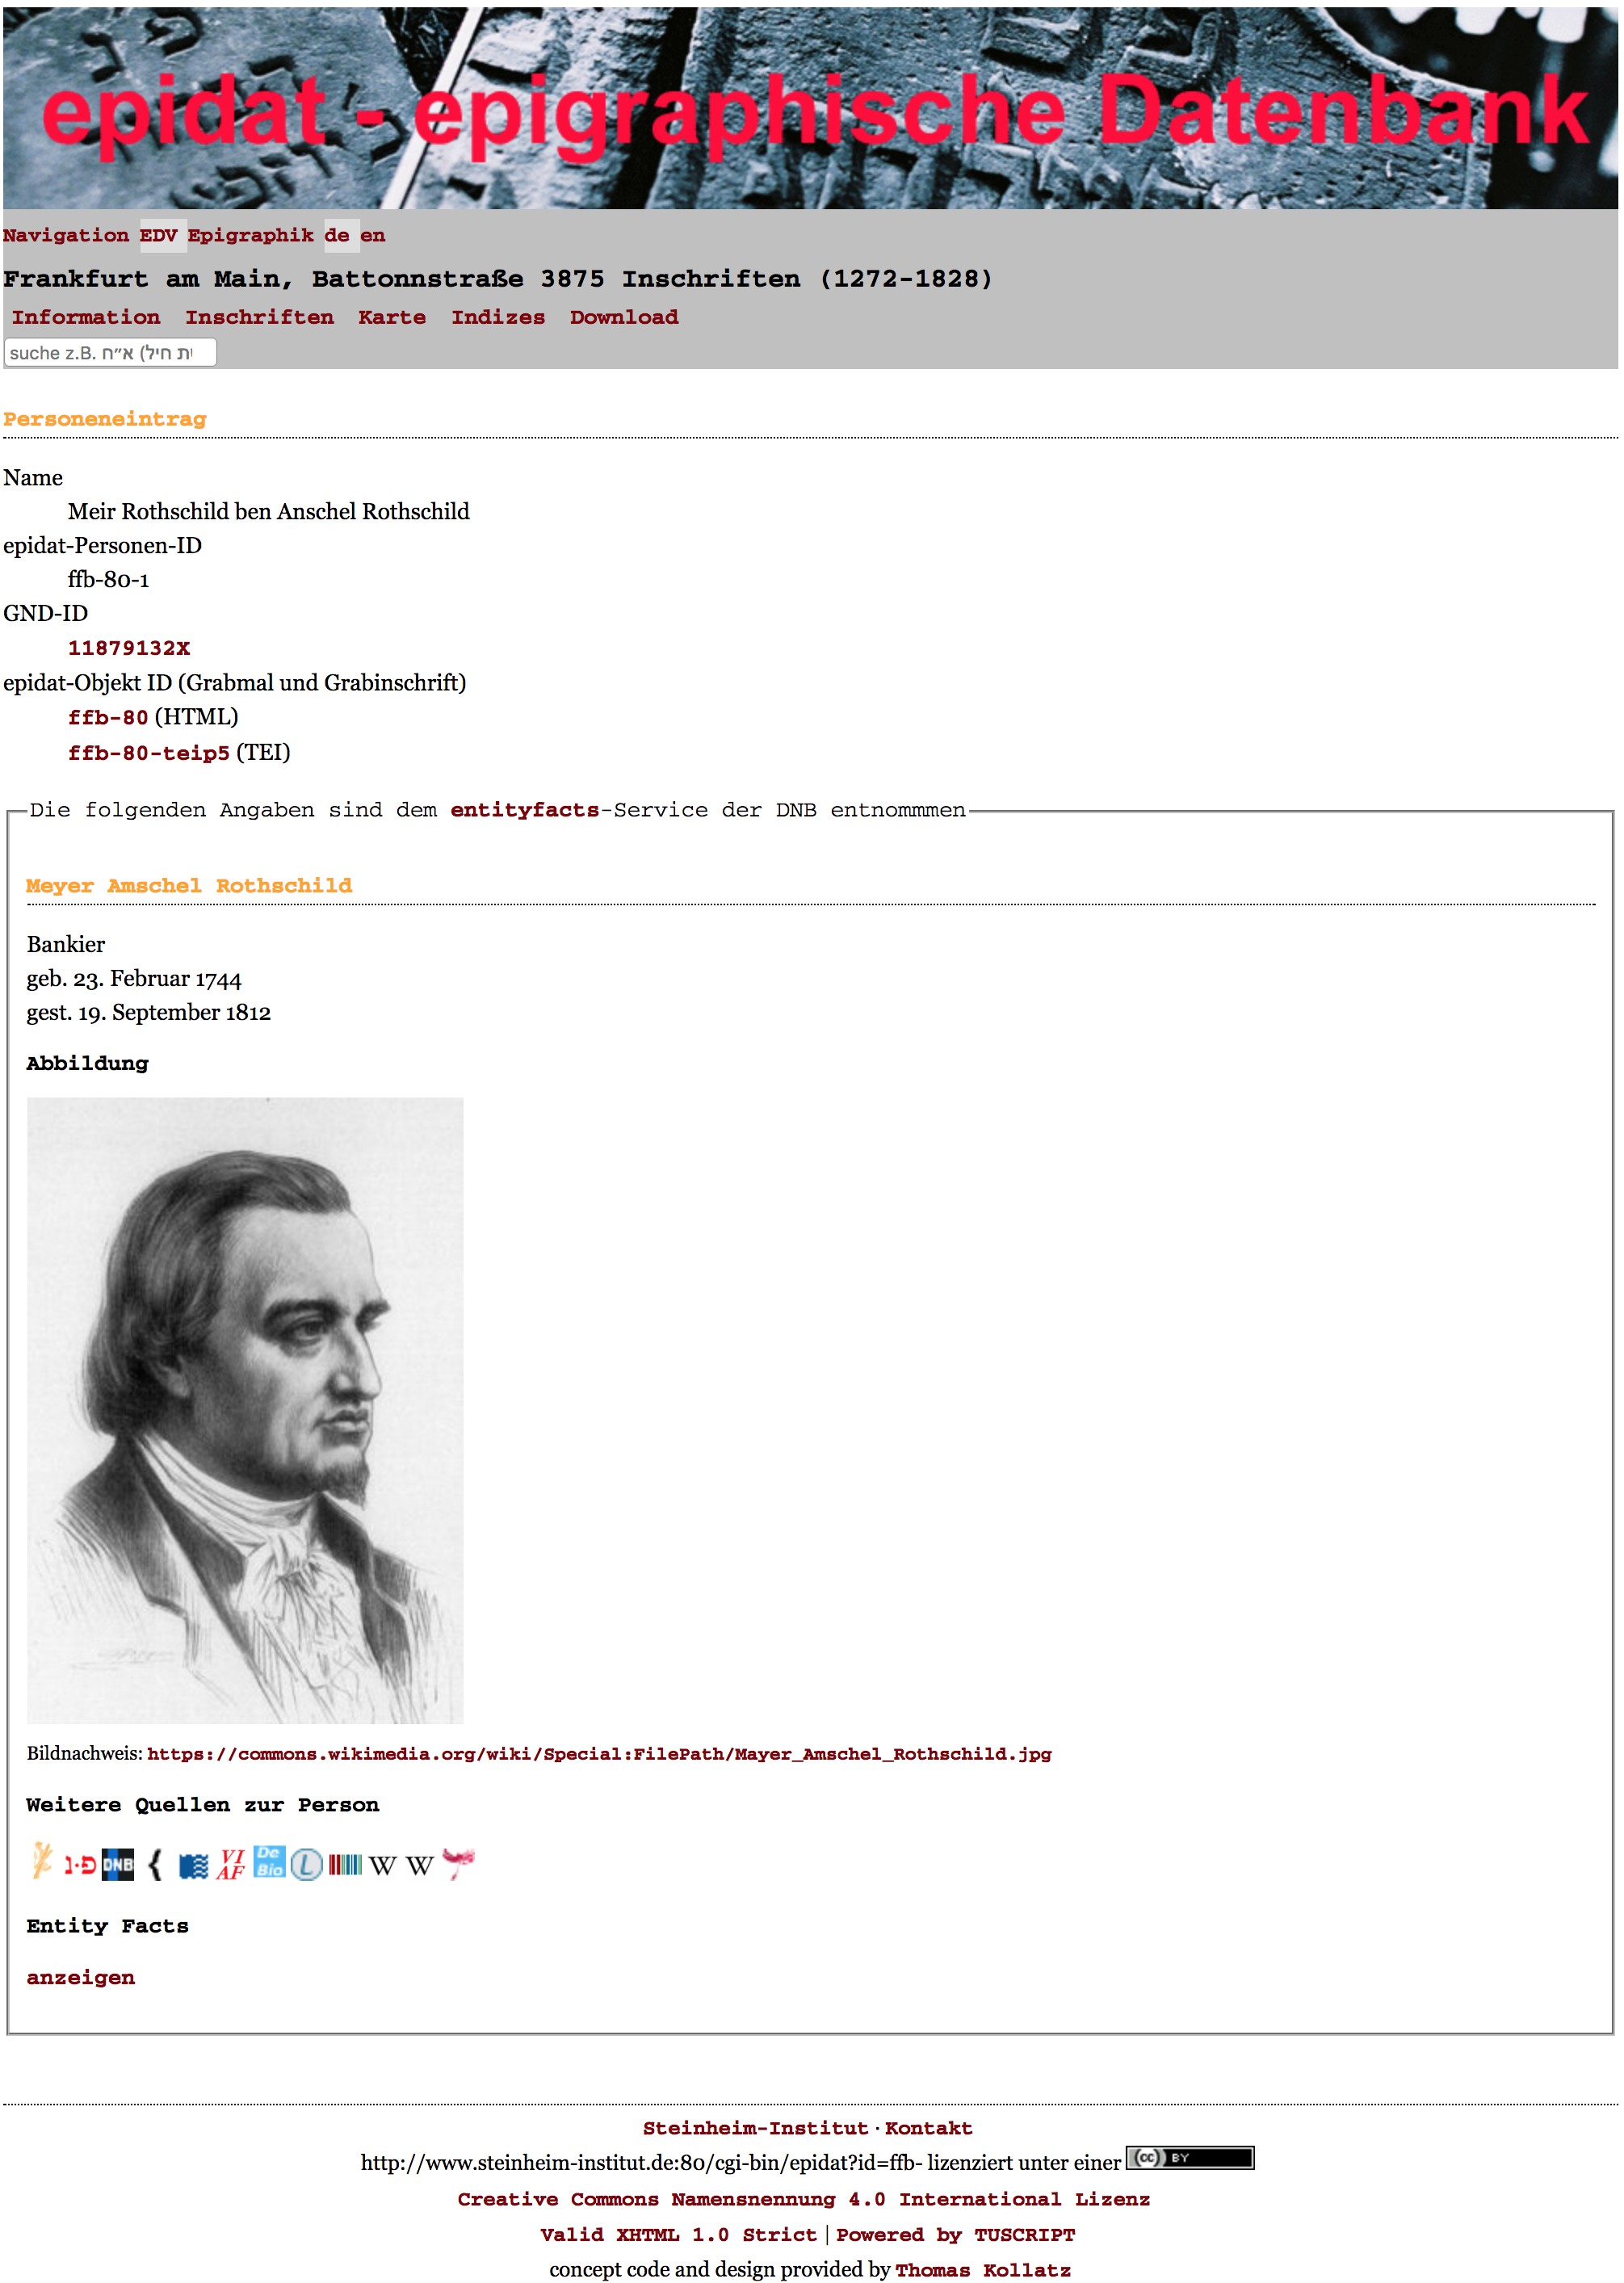 epidat - epigraphische Datenbank
Navigation EDV Epigraphik de en
Frankfurt am Main, Battonnstraße 3875 Inschriften (1272-1828)
Information Inschriften Karte Indizes Download
suche z.B. ת חיל) א״ח
Personeneintrag
Name
Meir Rothschild ben Anschel Rothschild
epidat-Personen-ID
ffb-80-1
GND-ID
11879132X
epidat-Objekt ID (Grabmal und Grabinschrift)
ffb-80 (HTML)
ffb-80-teip5 (TEI)
Die folgenden Angaben sind dem entityfacts-Service der DNB entnommmen
Meyer Amschel Rothschild
Bankier
geb. 23. Februar 1744
gest. 19. September 1812
Abbildung
Bildnachweis: https://commons.wikimedia.org/wiki/Special:FilePath/Mayer_Amschel_Rothschild.jpg
Weitere Quellen zur Person
פ·נ DNB { VIAF DeBio L W W
Entity Facts
anzeigen
Steinheim-Institut · Kontakt
http://www.steinheim-institut.de:80/cgi-bin/epidat?id=ffb- lizenziert unter einer (cc) BY
Creative Commons Namensnennung 4.0 International Lizenz
Valid XHTML 1.0 Strict | Powered by TUSCRIPT
concept code and design provided by Thomas Kollatz